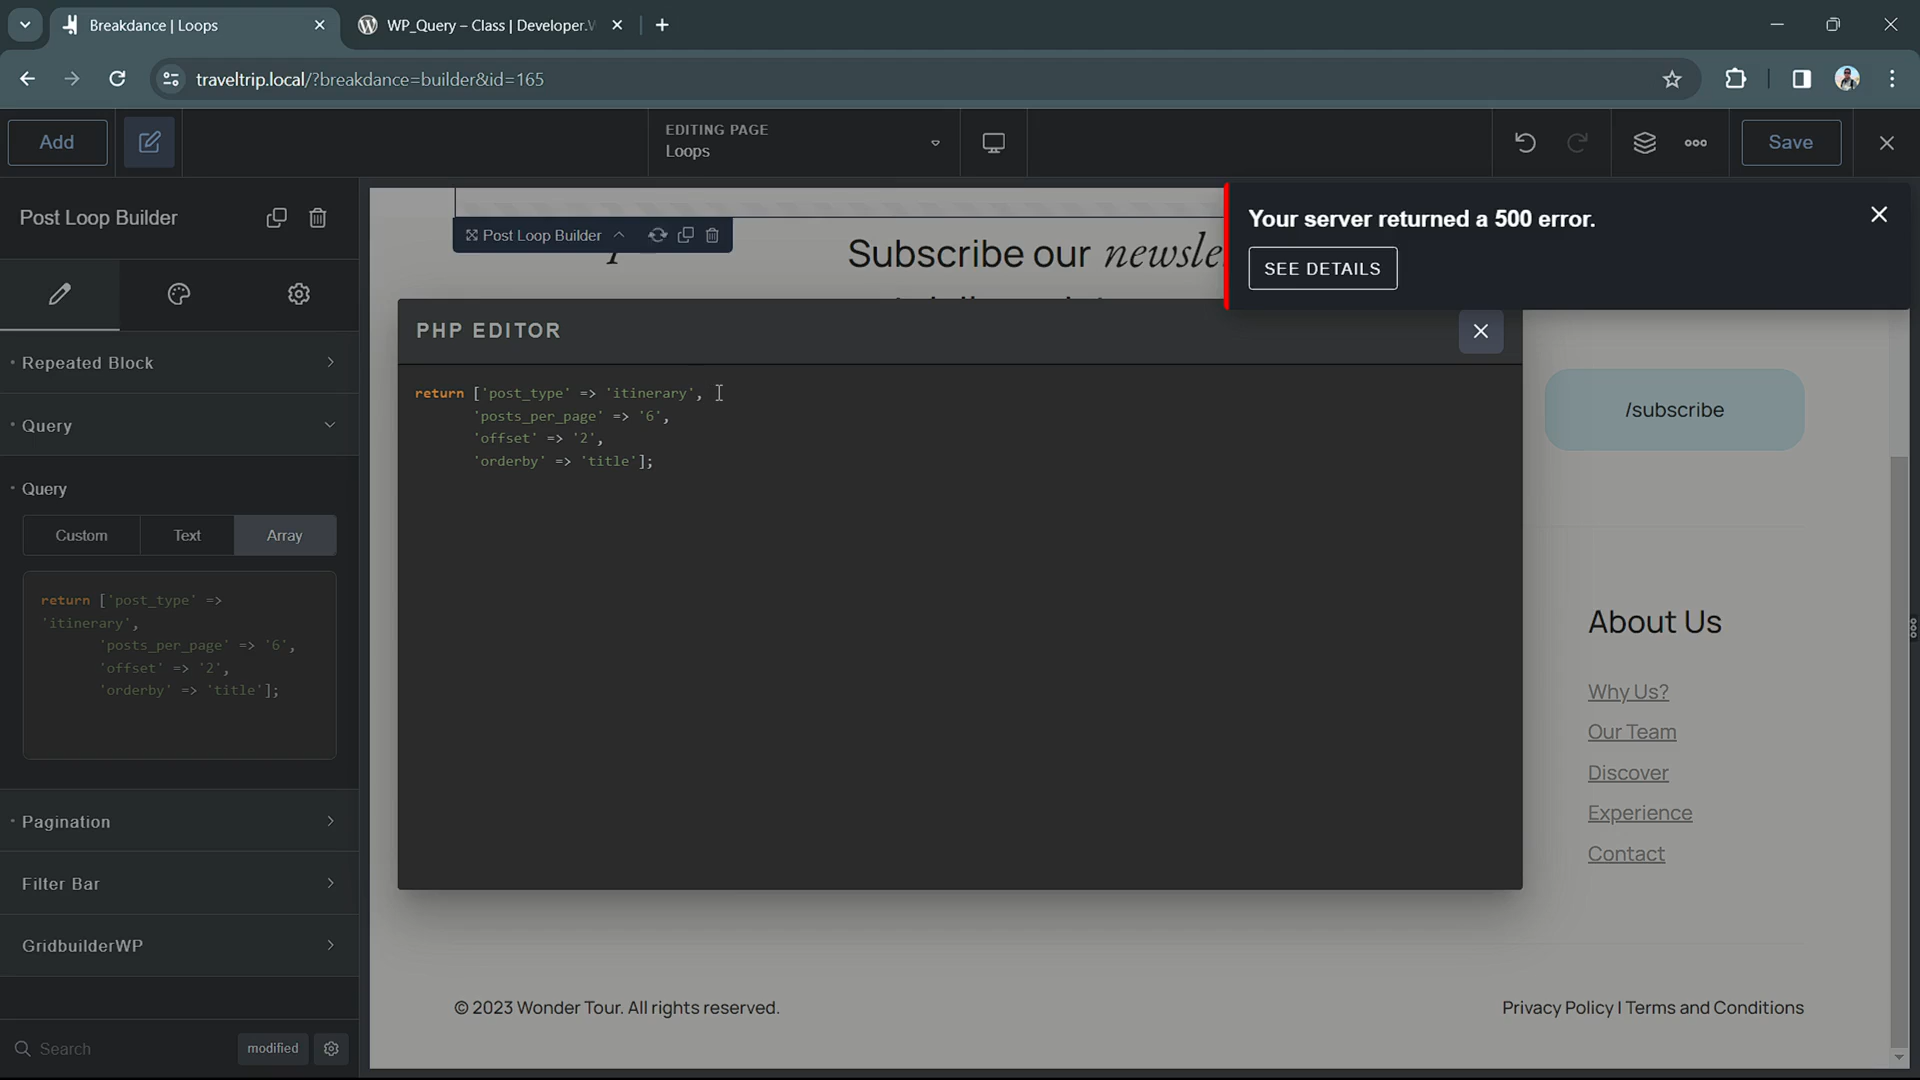 Breakdance | Loops
WP_Query – Class | Developer.W
traveltrip.local/?breakdance=builder&id=165
Add
EDITING PAGE
Loops
Save
Post Loop Builder
Post Loop Builder
Subscribe our newsle
Your server returned a 500 error.
SEE DETAILS
PHP EDITOR
return ['post_type' => 'itinerary',
'posts_per_page' => '6',
'offset' => '2',
'orderby' => 'title'];
/subscribe
Repeated Block
Query
Query
Custom
Text
Array
return ['post_type' =>
'itinerary',
'posts_per_page' => '6',
'offset' => '2',
'orderby' => 'title'];
Pagination
Filter Bar
GridbuilderWP
Search
modified
About Us
Why Us?
Our Team
Discover
Experience
Contact
© 2023 Wonder Tour. All rights reserved.
Privacy Policy I Terms and Conditions